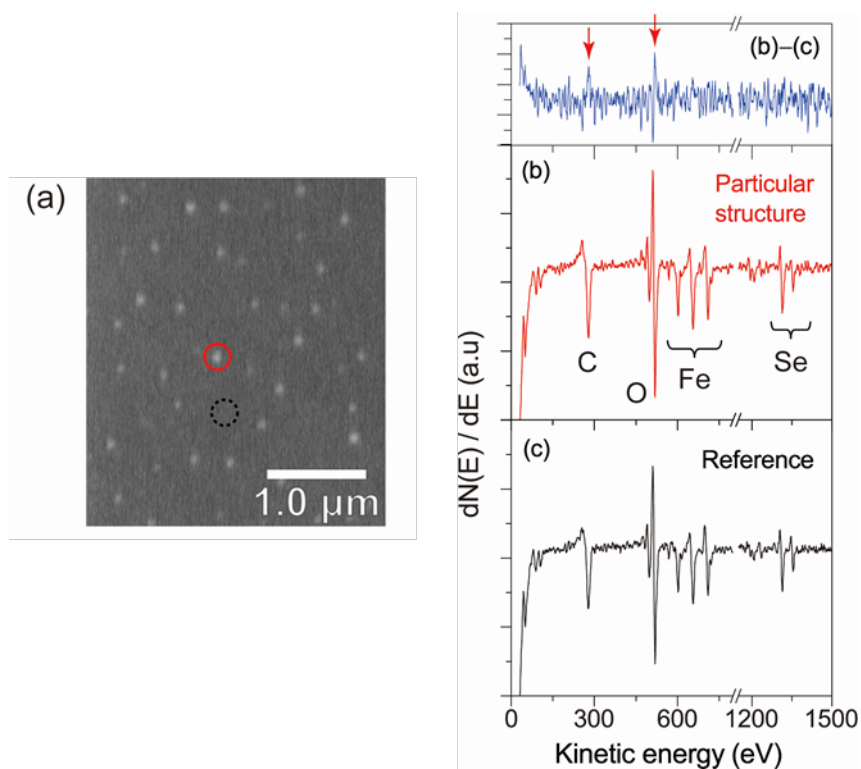 (a)
1.0 μm
(b)–(c)
(b)
Particular
structure
C
O
Fe
Se
(c)
Reference
dN(E) / dE (a.u)
0
300
600
1200
1500
Kinetic energy (eV)